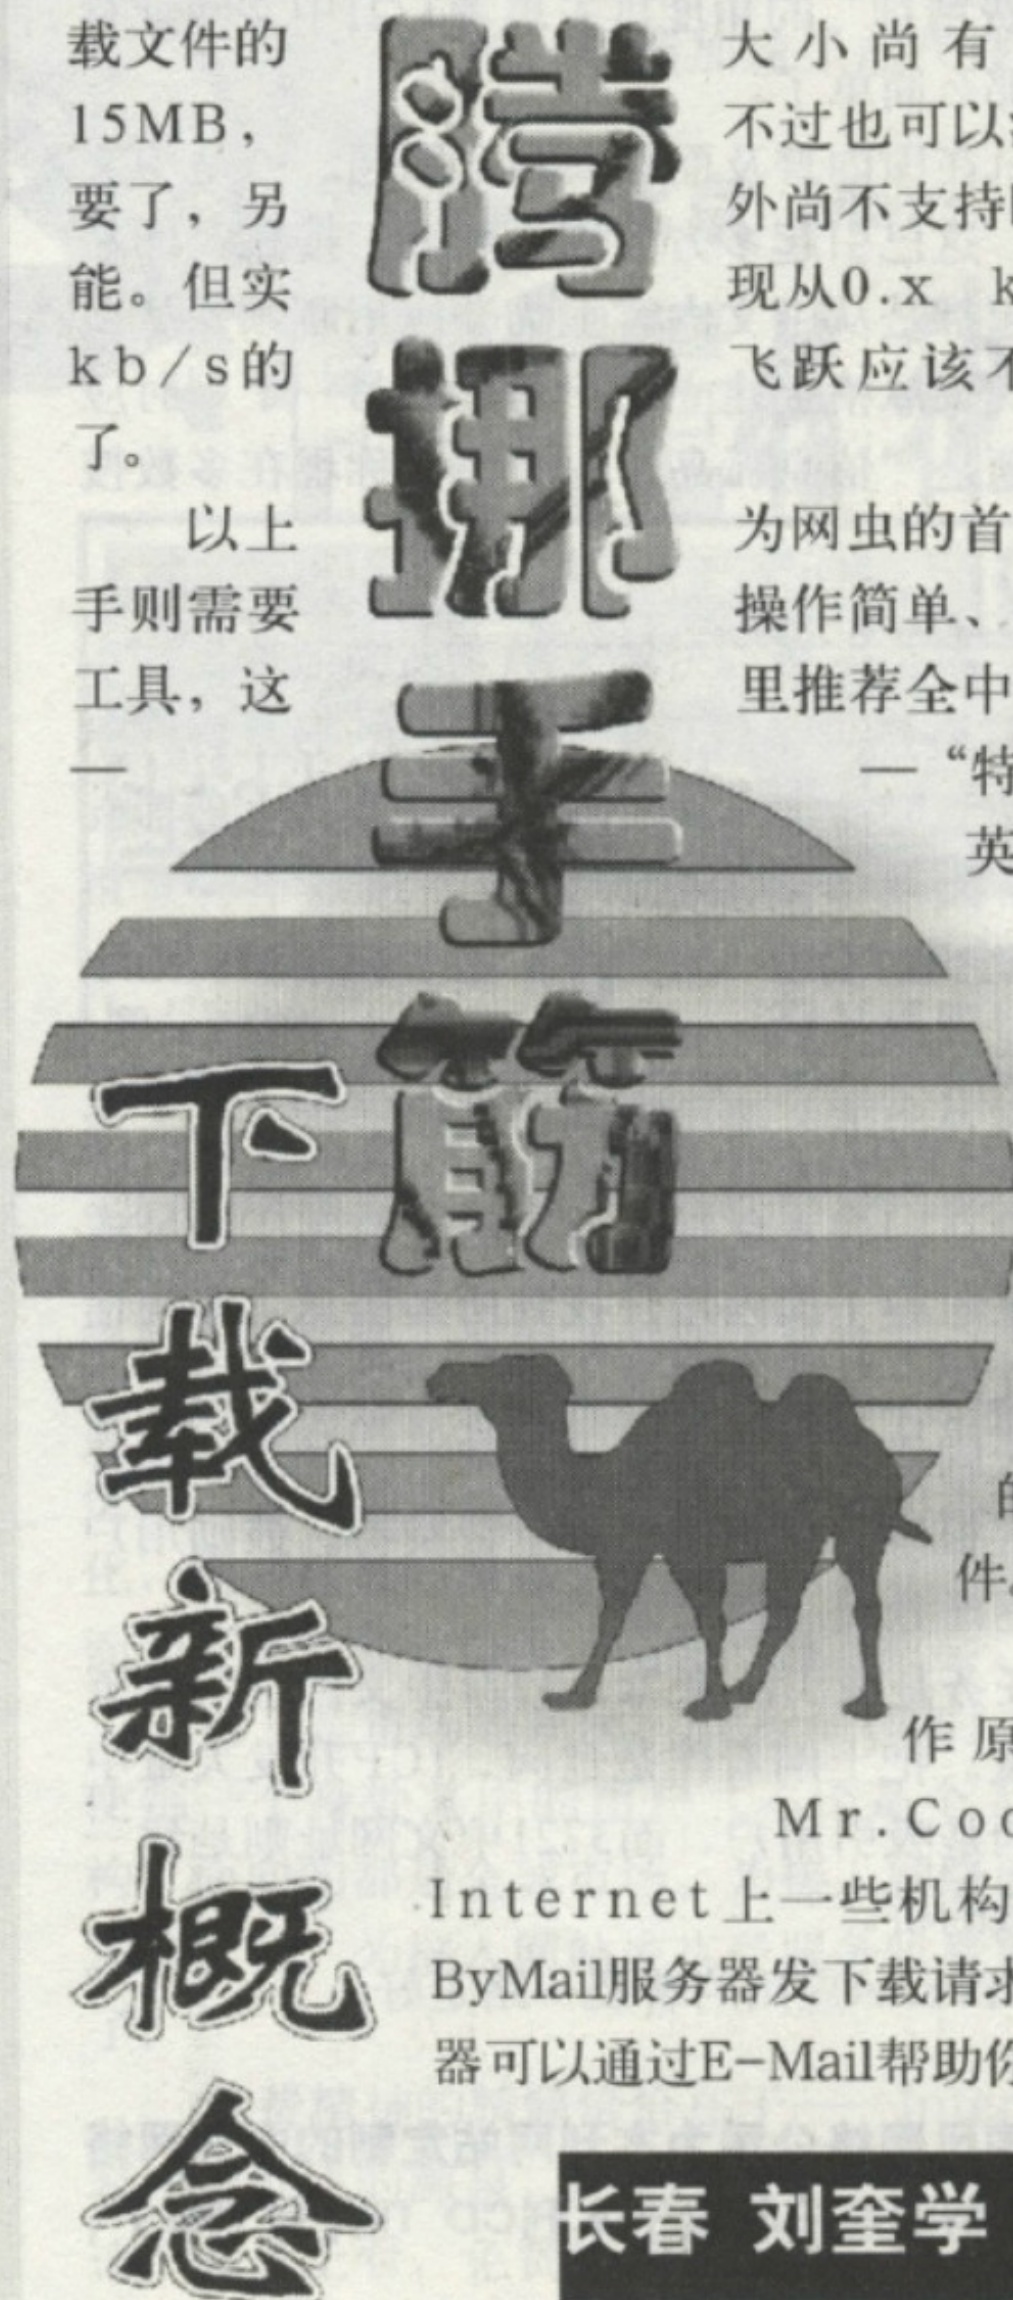 腾挪手筋
下载新概念
载文件的大小尚有
15MB，不过也可以
要了，另外尚不支持
能。但实现从0.x k
kb/s的飞跃应该不
了。
以上为网虫的首
手则需要操作简单、
工具，这里推荐全中
——“特
英
件。
作原
Mr.Coo
Internet上一些机构
ByMail服务器发下载请求
器可以通过E-Mail帮助你
长春 刘奎学